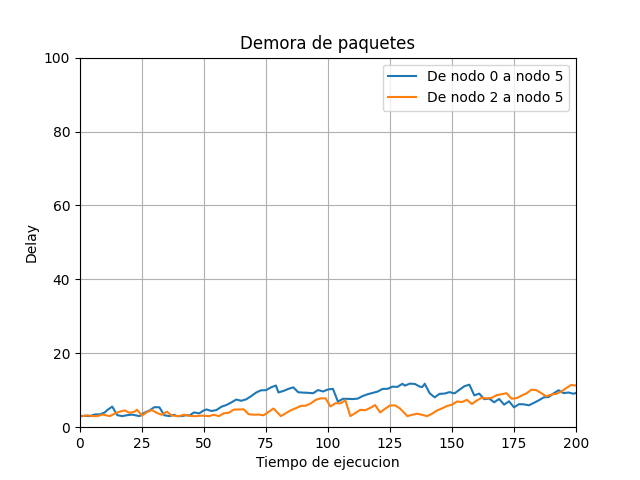 Demora de paquetes
De nodo 0 a nodo 5
De nodo 2 a nodo 5
Delay
100
80
60
40
20
0
0 25 50 75 100 125 150 175 200
Tiempo de ejecucion